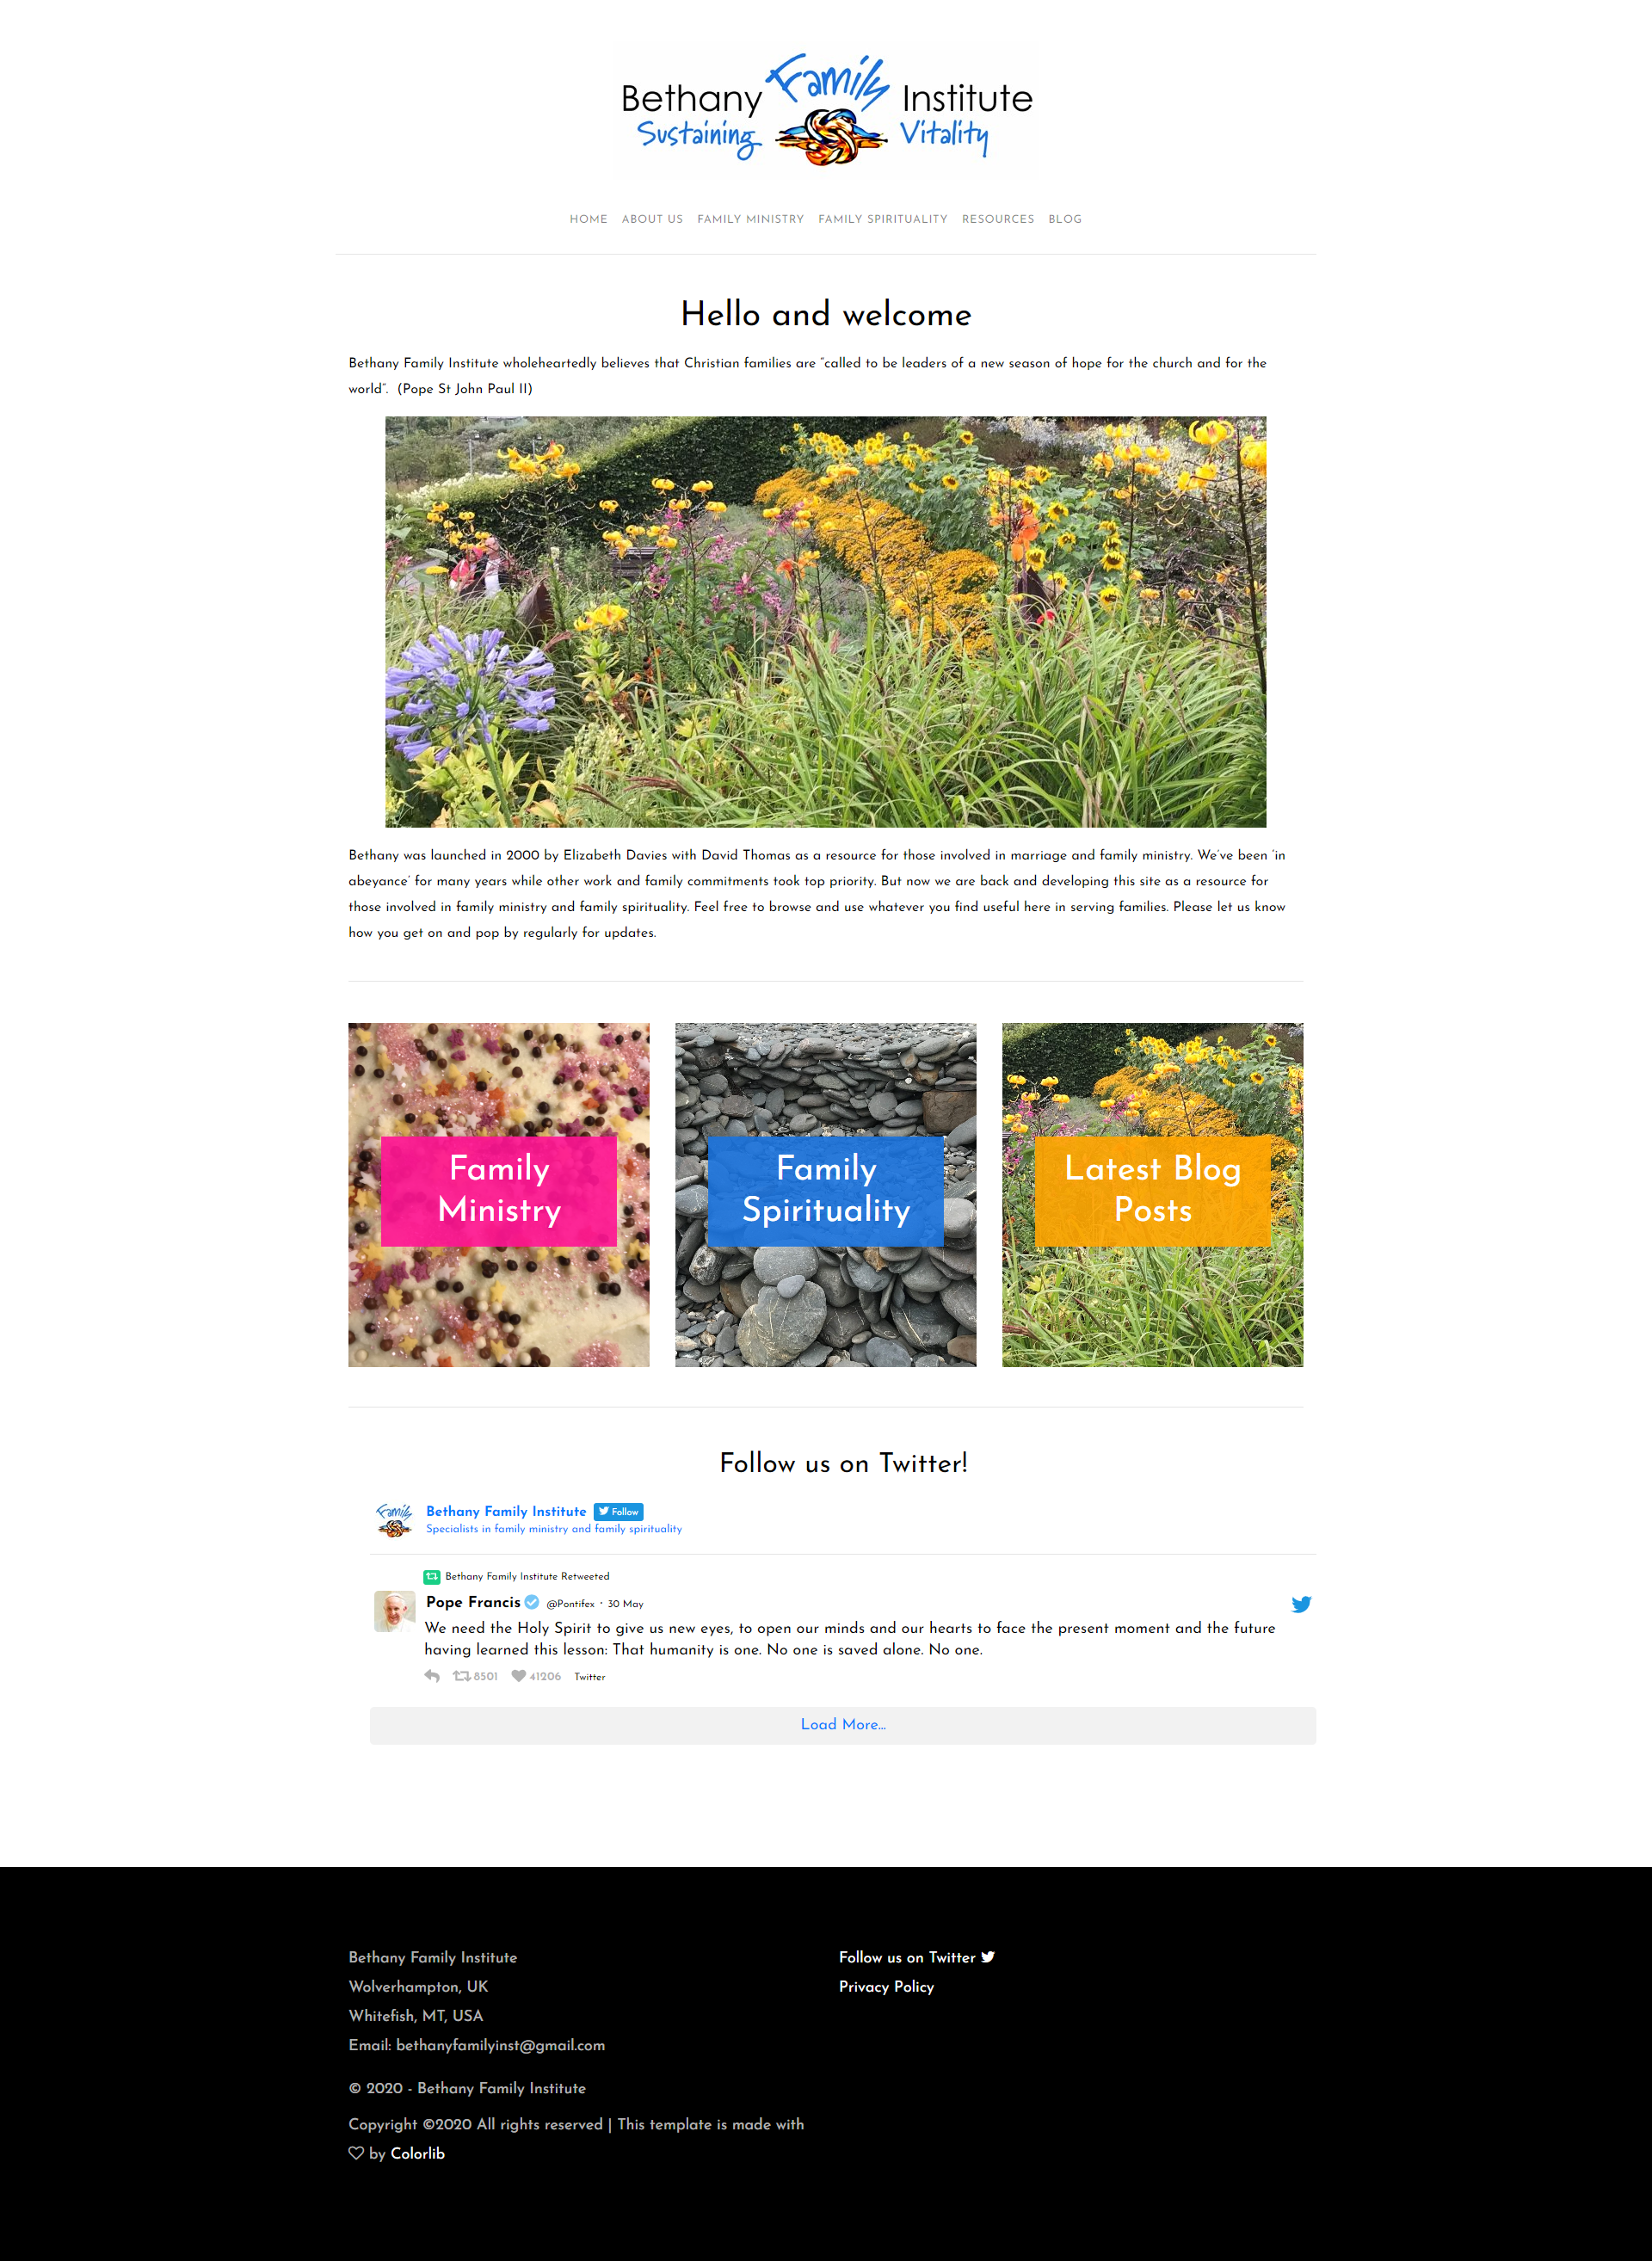 Bethany Family Institute
Sustaining Vitality
HOME ABOUT US FAMILY MINISTRY FAMILY SPIRITUALITY RESOURCES BLOG
Hello and welcome
Bethany Family Institute wholeheartedly believes that Christian families are “called to be leaders of a new season of hope for the church and for the
world”.  (Pope St John Paul II)
Bethany was launched in 2000 by Elizabeth Davies with David Thomas as a resource for those involved in marriage and family ministry. We’ve been ‘in
abeyance’ for many years while other work and family commitments took top priority. But now we are back and developing this site as a resource for
those involved in family ministry and family spirituality. Feel free to browse and use whatever you find useful here in serving families. Please let us know
how you get on and pop by regularly for updates.
Family
Ministry
Family
Spirituality
Latest Blog
Posts
Follow us on Twitter!
Family
Bethany Family Institute Follow
Specialists in family ministry and family spirituality
Bethany Family Institute Retweeted
Pope Francis @Pontifex · 30 May
We need the Holy Spirit to give us new eyes, to open our minds and our hearts to face the present moment and the future
having learned this lesson: That humanity is one. No one is saved alone. No one.
8501 41206 Twitter
Load More...
Bethany Family Institute
Wolverhampton, UK
Whitefish, MT, USA
Email: bethanyfamilyinst@gmail.com
© 2020 - Bethany Family Institute
Copyright ©2020 All rights reserved | This template is made with
♡ by Colorlib
Follow us on Twitter
Privacy Policy